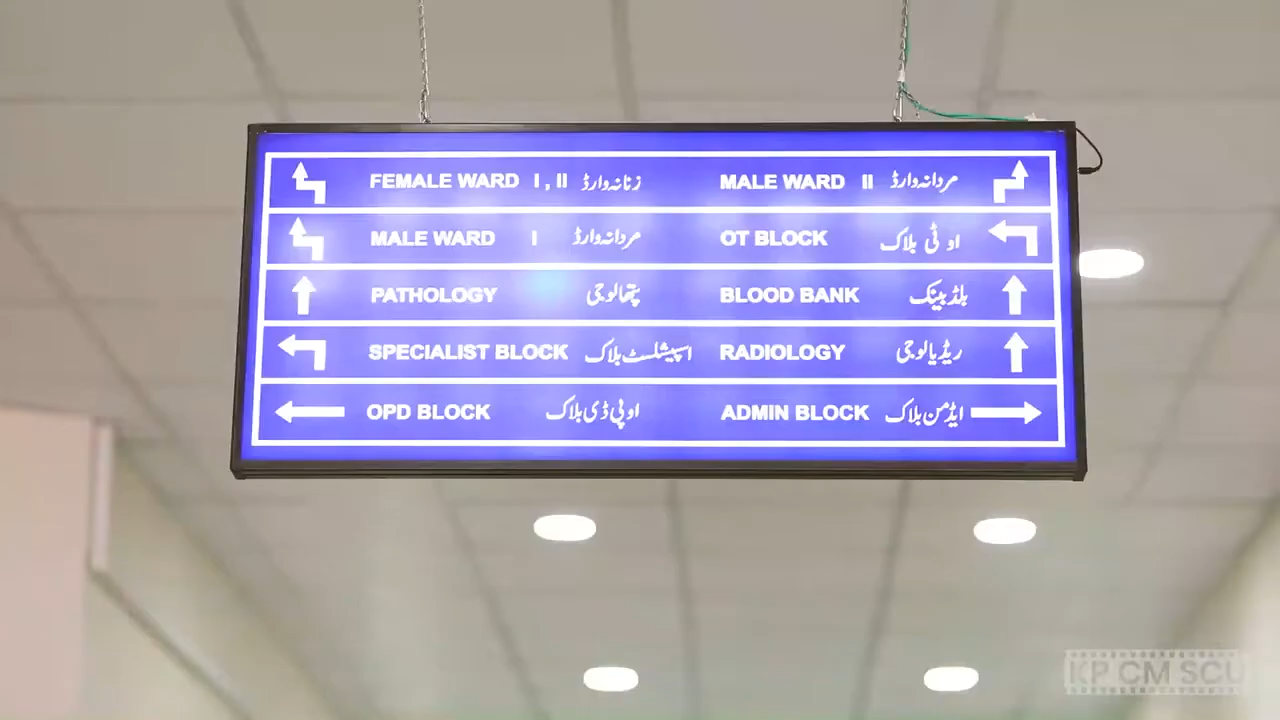 FEMALE WARD I, II زنانہ وارڈ MALE WARD II مردانہ وارڈ
MALE WARD I مردانہ وارڈ OT BLOCK او ٹی بلاک
PATHOLOGY پتھالوجی BLOOD BANK بلڈ بینک
SPECIALIST BLOCK اسپیشلسٹ بلاک RADIOLOGY ریڈیالوجی
OPD BLOCK او پی ڈی بلاک ADMIN BLOCK ایڈمن بلاک
KP CM SCU